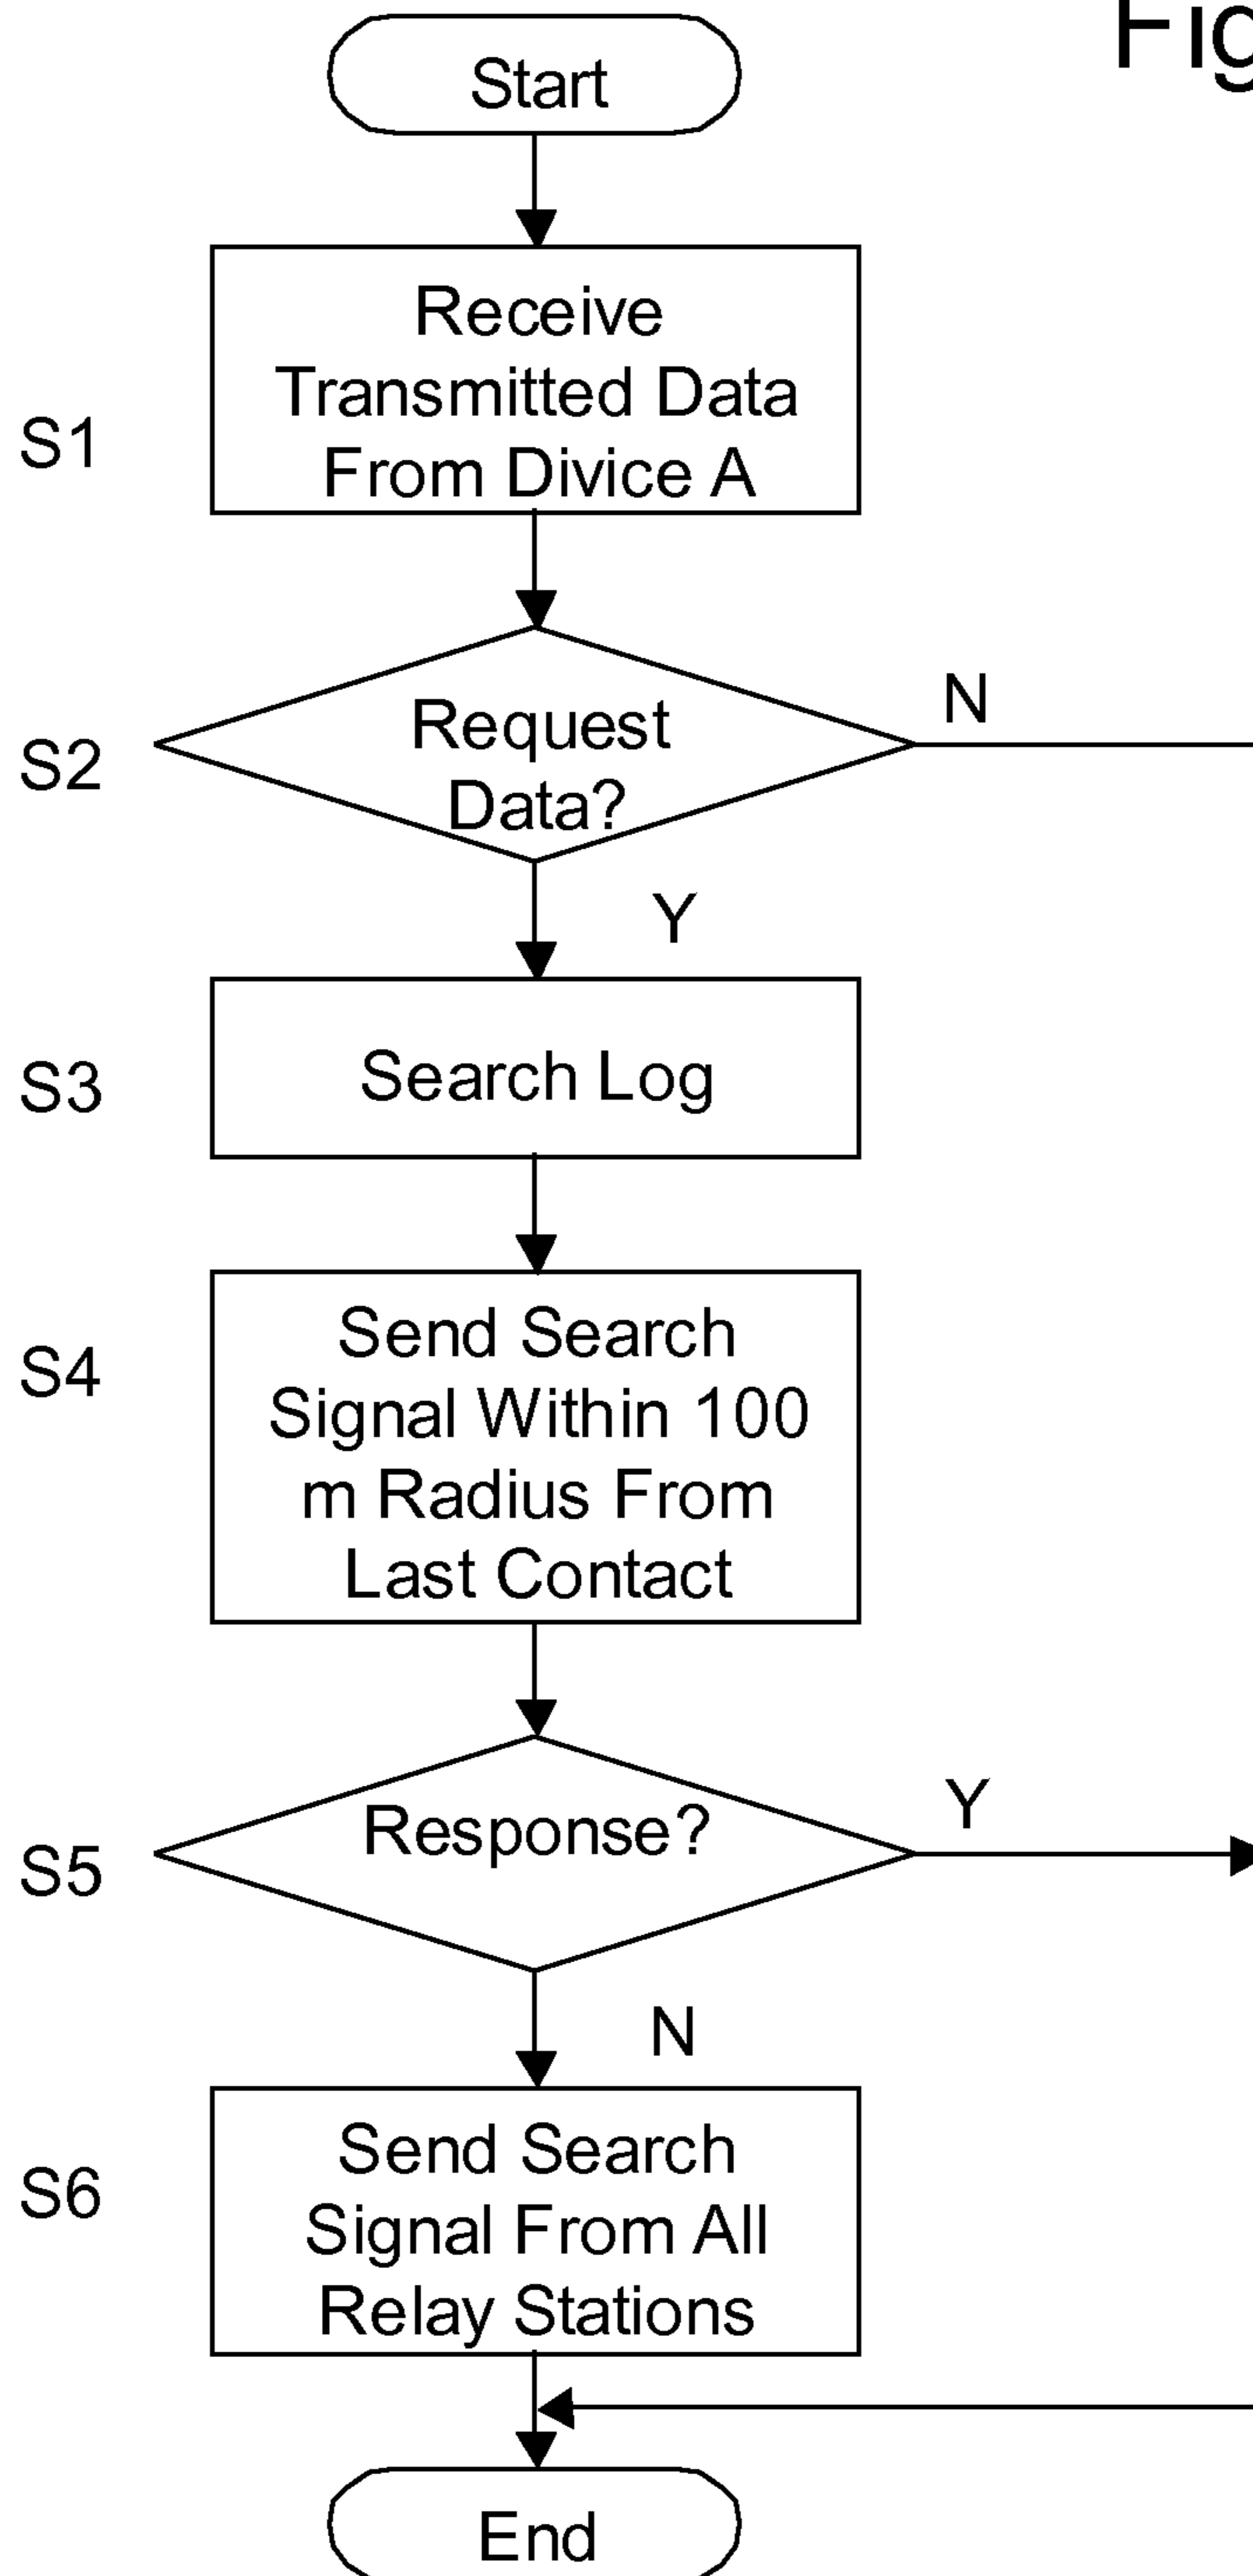 Fig
Start
S1
Receive
Transmitted Data
From Divice A
S2
Request
Data?
N
Y
S3
Search Log
S4
Send Search
Signal Within 100
m Radius From
Last Contact
S5
Response?
Y
N
S6
Send Search
Signal From All
Relay Stations
End